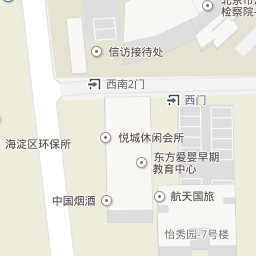 北京市
检察院
信访接待处
西南2门
西门
海淀区环保所
悦城休闲会所
东方爱婴早期
教育中心
中国烟酒
航天国旅
怡秀园-7号楼